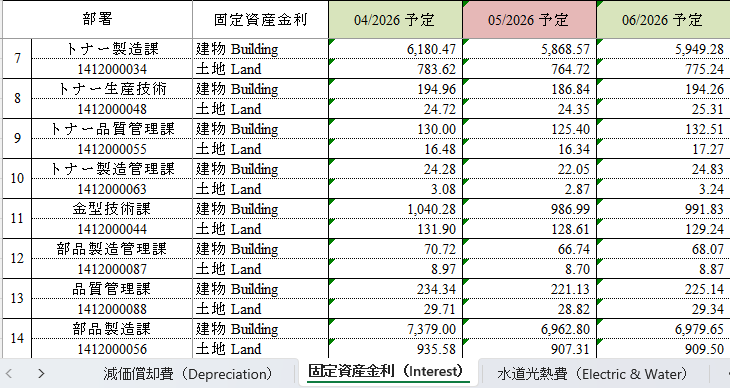 部署 固定資産金利 04/2026 予定 05/2026 予定 06/2026 予定
7 トナー製造課 建物 Building 6,180.47 5,868.57 5,949.28
1412000034 土地 Land 783.62 764.72 775.24
8 トナー生産技術 建物 Building 194.96 186.84 194.26
1412000048 土地 Land 24.72 24.35 25.31
9 トナー品質管理課 建物 Building 130.00 125.40 132.51
1412000055 土地 Land 16.48 16.34 17.27
10 トナー製造管理課 建物 Building 24.28 22.05 24.83
1412000063 土地 Land 3.08 2.87 3.24
11 金型技術課 建物 Building 1,040.28 986.99 991.83
1412000044 土地 Land 131.90 128.61 129.24
12 部品製造管理課 建物 Building 70.72 66.74 68.07
1412000087 土地 Land 8.97 8.70 8.87
13 品質管理課 建物 Building 234.34 221.13 225.14
1412000088 土地 Land 29.71 28.82 29.34
14 部品製造課 建物 Building 7,379.00 6,962.80 6,979.65
1412000056 土地 Land 935.58 907.31 909.50
減価償却費（Depreciation） 固定資産金利（Interest） 水道光熱費（Electric & Water）